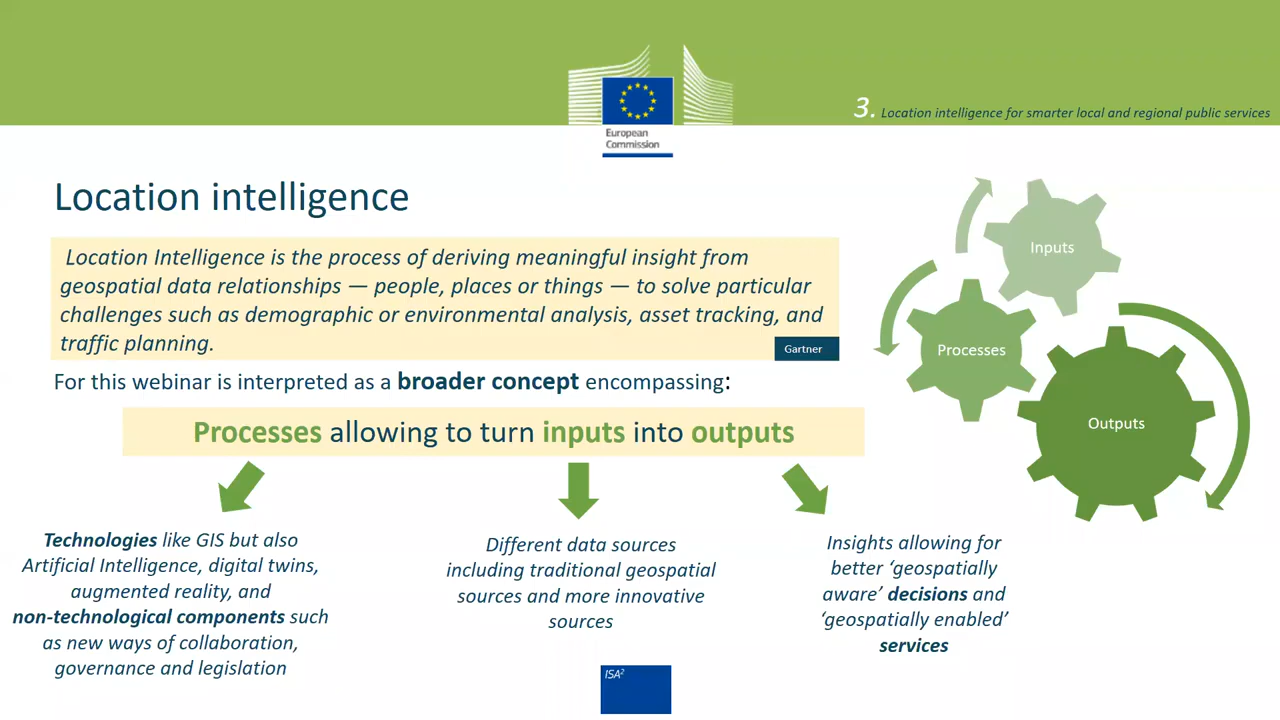 European
Commission
3. Location intelligence for smarter local and regional public services
Location intelligence
Location Intelligence is the process of deriving meaningful insight from
geospatial data relationships — people, places or things — to solve particular
challenges such as demographic or environmental analysis, asset tracking, and
traffic planning.
Gartner
For this webinar is interpreted as a broader concept encompassing:
Processes allowing to turn inputs into outputs
Technologies like GIS but also
Artificial Intelligence, digital twins,
augmented reality, and
non-technological components such
as new ways of collaboration,
governance and legislation
Different data sources
including traditional geospatial
sources and more innovative
sources
Insights allowing for
better ‘geospatially
aware’ decisions and
‘geospatially enabled’
services
Inputs
Processes
Outputs
ISA²